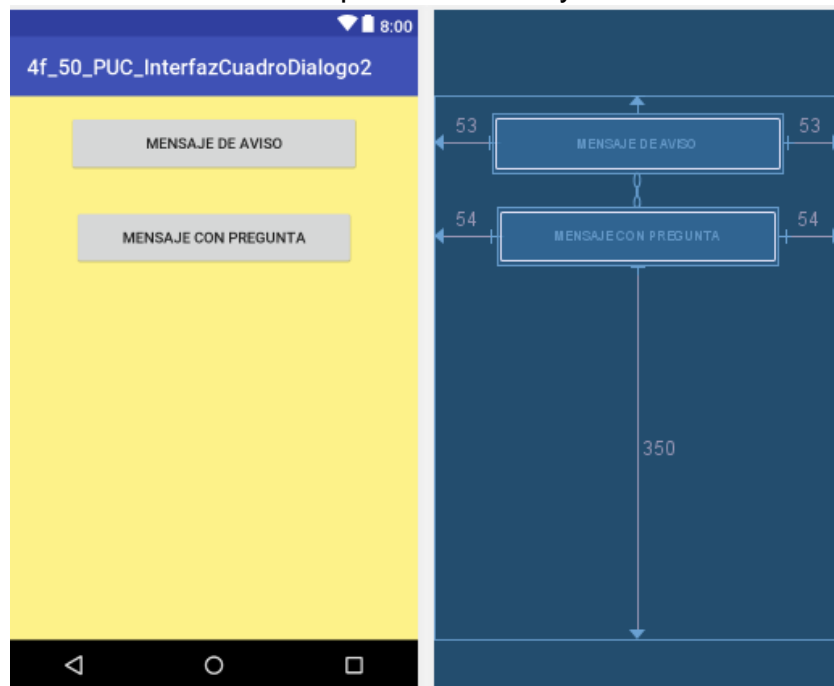 8:00
4f_50_PUC_InterfazCuadroDialogo2
MENSAJE DE AVISO
MENSAJE CON PREGUNTA
53
MENSAJE DE AVISO
53
54
MENSAJE CON PREGUNTA
54
350